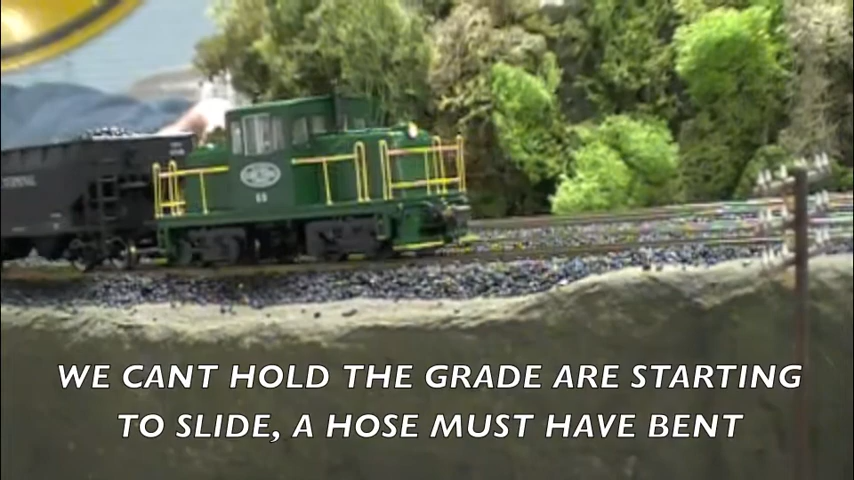 WE CANT HOLD THE GRADE ARE STARTING
TO SLIDE, A HOSE MUST HAVE BENT